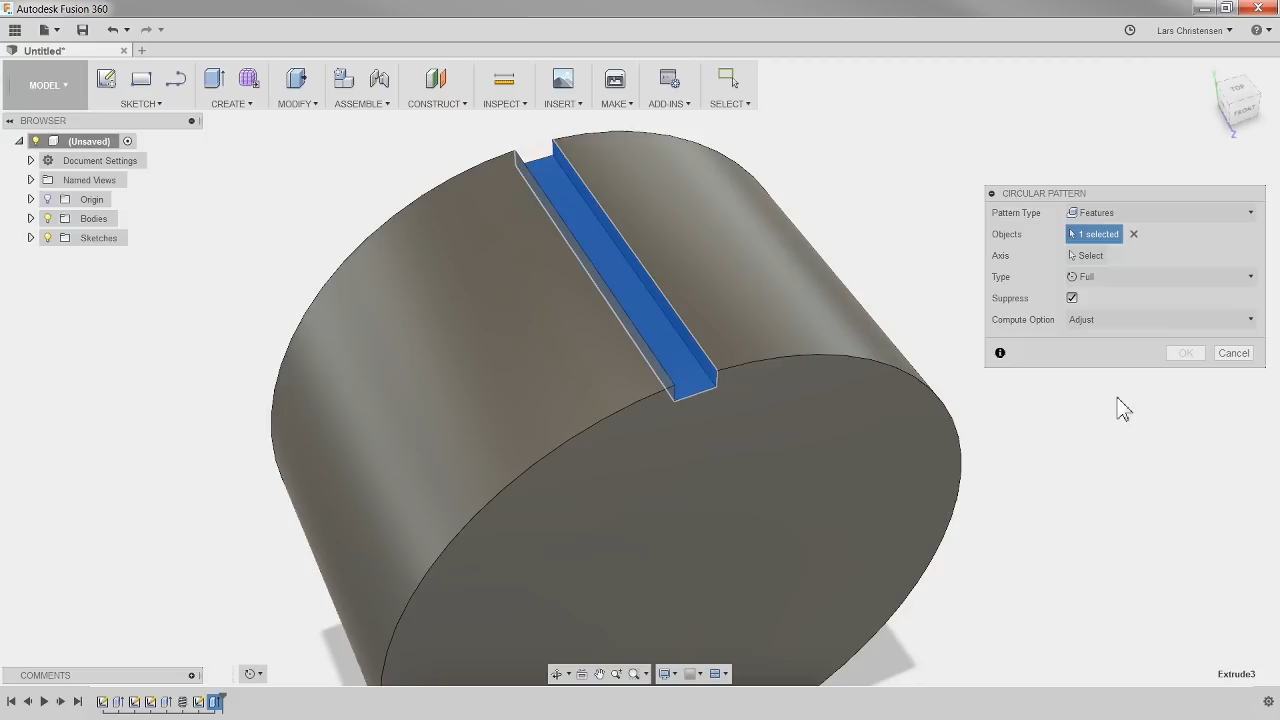 Autodesk Fusion 360
Lars Christensen
Untitled*
MODEL
SKETCH CREATE MODIFY ASSEMBLE CONSTRUCT INSPECT INSERT MAKE ADD-INS SELECT
BROWSER
(Unsaved)
Document Settings
Named Views
Origin
Bodies
Sketches
TOP
FRONT
Z
CIRCULAR PATTERN
Pattern Type Features
Objects 1 selected
Axis Select
Type Full
Suppress
Compute Option Adjust
OK Cancel
COMMENTS
Extrude3